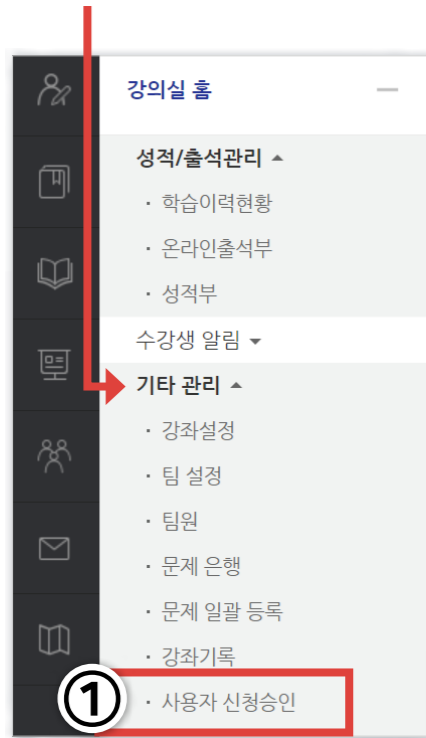 강의실 홈
성적/출석관리
· 학습이력현황
· 온라인출석부
· 성적부
수강생 알림
기타 관리
· 강좌설정
· 팀 설정
· 팀원
· 문제 은행
· 문제 일괄 등록
· 강좌기록
① · 사용자 신청승인